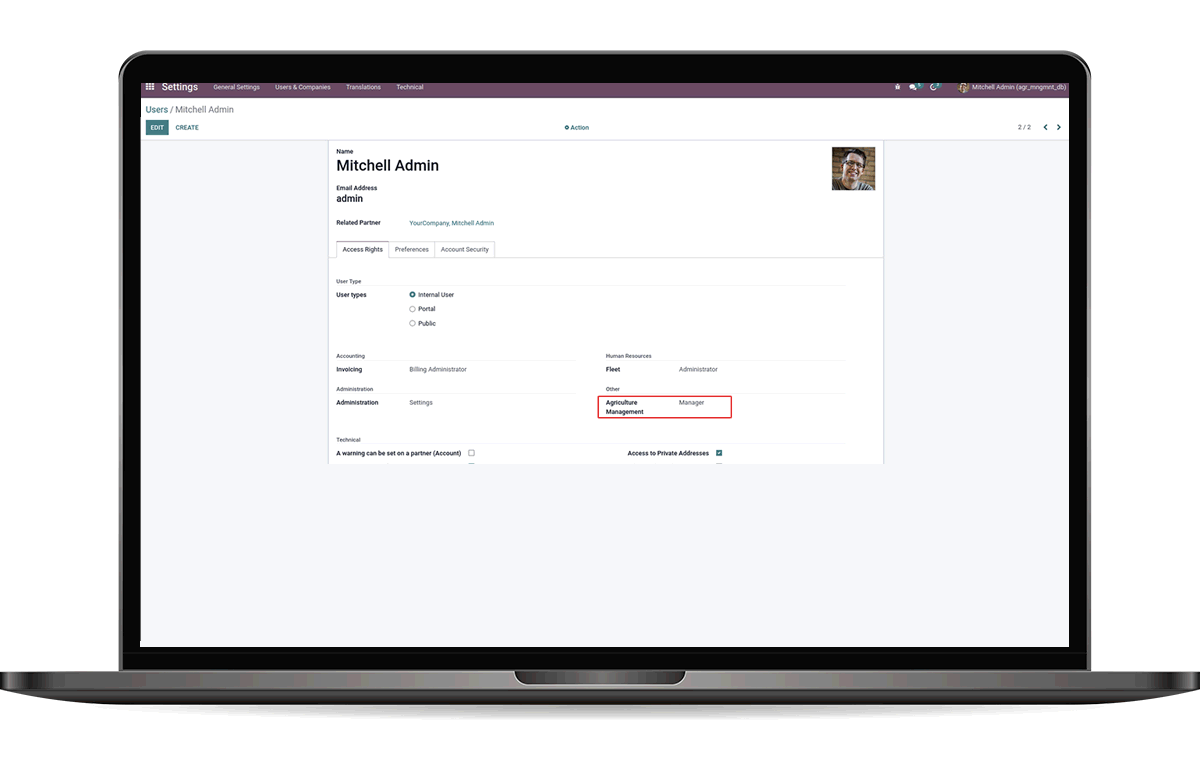 Settings General Settings Users & Companies Translations Technical Mitchell Admin (agr_mngmnt_db)
Users / Mitchell Admin
EDIT CREATE Action 2 / 2
Name
Mitchell Admin
Email Address
admin
Related Partner YourCompany, Mitchell Admin
Access Rights Preferences Account Security
User Type
User types Internal User
Portal
Public
Accounting Human Resources
Invoicing Billing Administrator Fleet Administrator
Administration Other
Administration Settings Agriculture Manager
Management
Technical
A warning can be set on a partner (Account) Access to Private Addresses